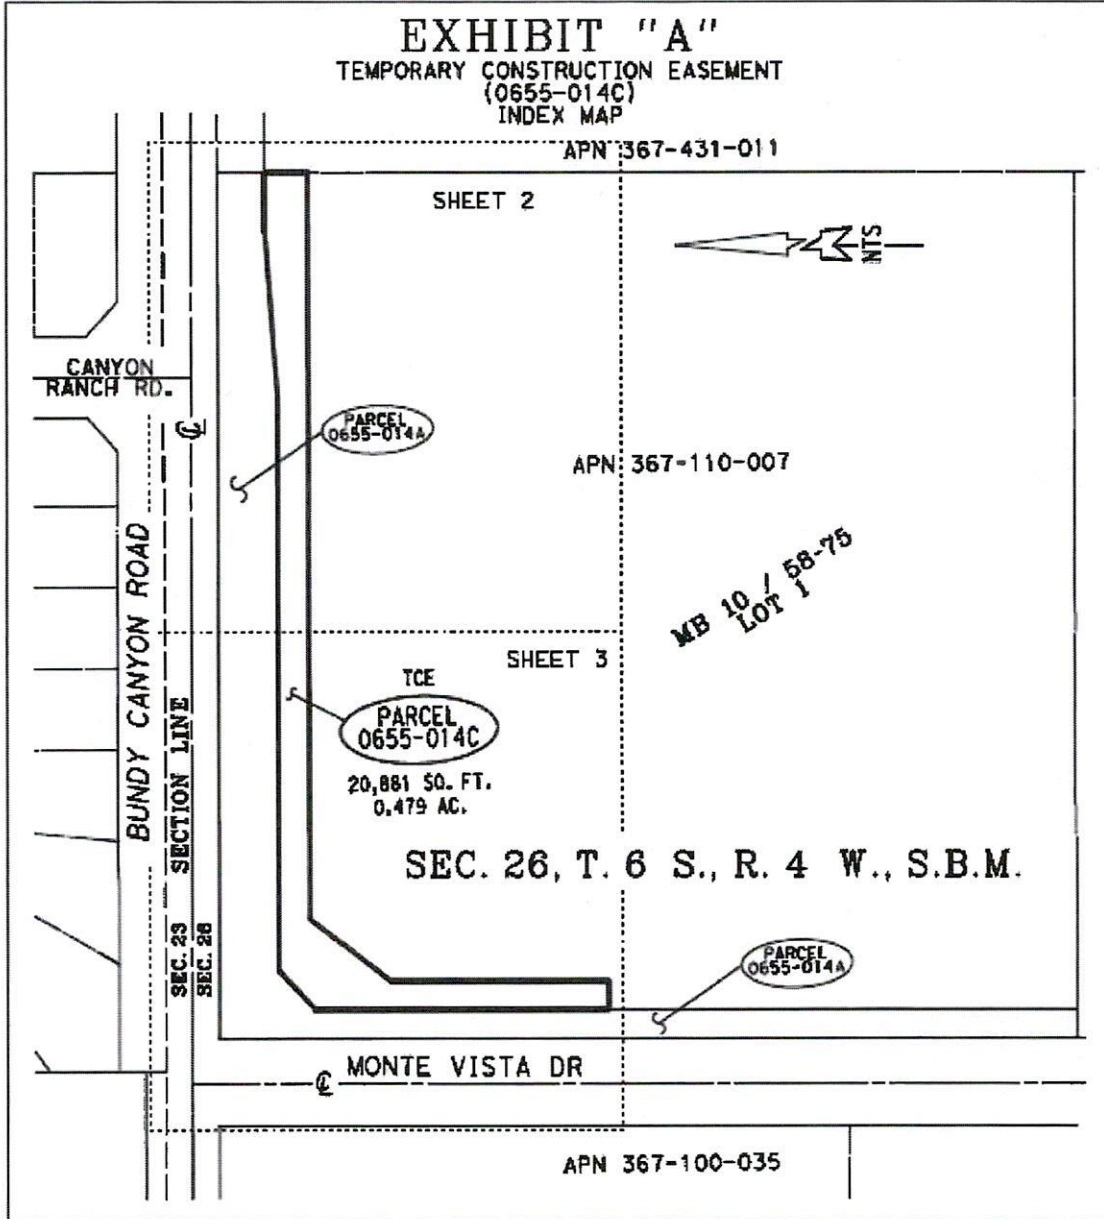 EXHIBIT "A"
TEMPORARY CONSTRUCTION EASEMENT
(0655-014C)
INDEX MAP
APN 367-431-011
SHEET 2
NTS
CANYON
RANCH RD.
℄
PARCEL
0655-014A
APN 367-110-007
BUNDY CANYON ROAD
MB 10 / 58-75
LOT 1
SHEET 3
TCE
PARCEL
0655-014C
20,881 SQ. FT.
0.479 AC.
SECTION LINE
SEC. 26, T. 6 S., R. 4 W., S.B.M.
SEC. 23
SEC. 26
PARCEL
0655-014A
℄ MONTE VISTA DR
APN 367-100-035